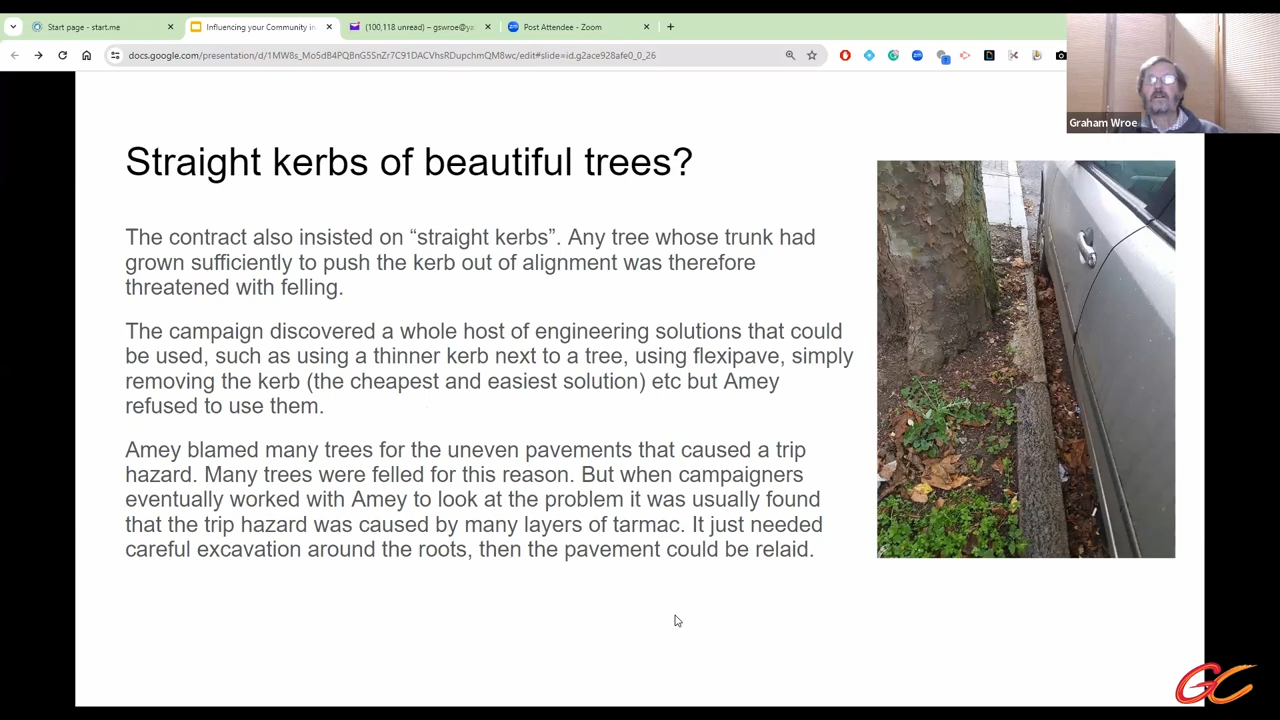 Start page - start.me
Influencing your Community in
(100,118 unread) – gswroe@ya
Post Attendee - Zoom
docs.google.com/presentation/d/1MW8s_Mo5dB4PQBnG5SnZr7C91DACVhsRDupchmQM8wc/edit#slide=id.g2ace928afe0_0_26
Graham Wroe
Straight kerbs of beautiful trees?
The contract also insisted on “straight kerbs”. Any tree whose trunk had
grown sufficiently to push the kerb out of alignment was therefore
threatened with felling.
The campaign discovered a whole host of engineering solutions that could
be used, such as using a thinner kerb next to a tree, using flexipave, simply
removing the kerb (the cheapest and easiest solution) etc but Amey
refused to use them.
Amey blamed many trees for the uneven pavements that caused a trip
hazard. Many trees were felled for this reason. But when campaigners
eventually worked with Amey to look at the problem it was usually found
that the trip hazard was caused by many layers of tarmac. It just needed
careful excavation around the roots, then the pavement could be relaid.
GC